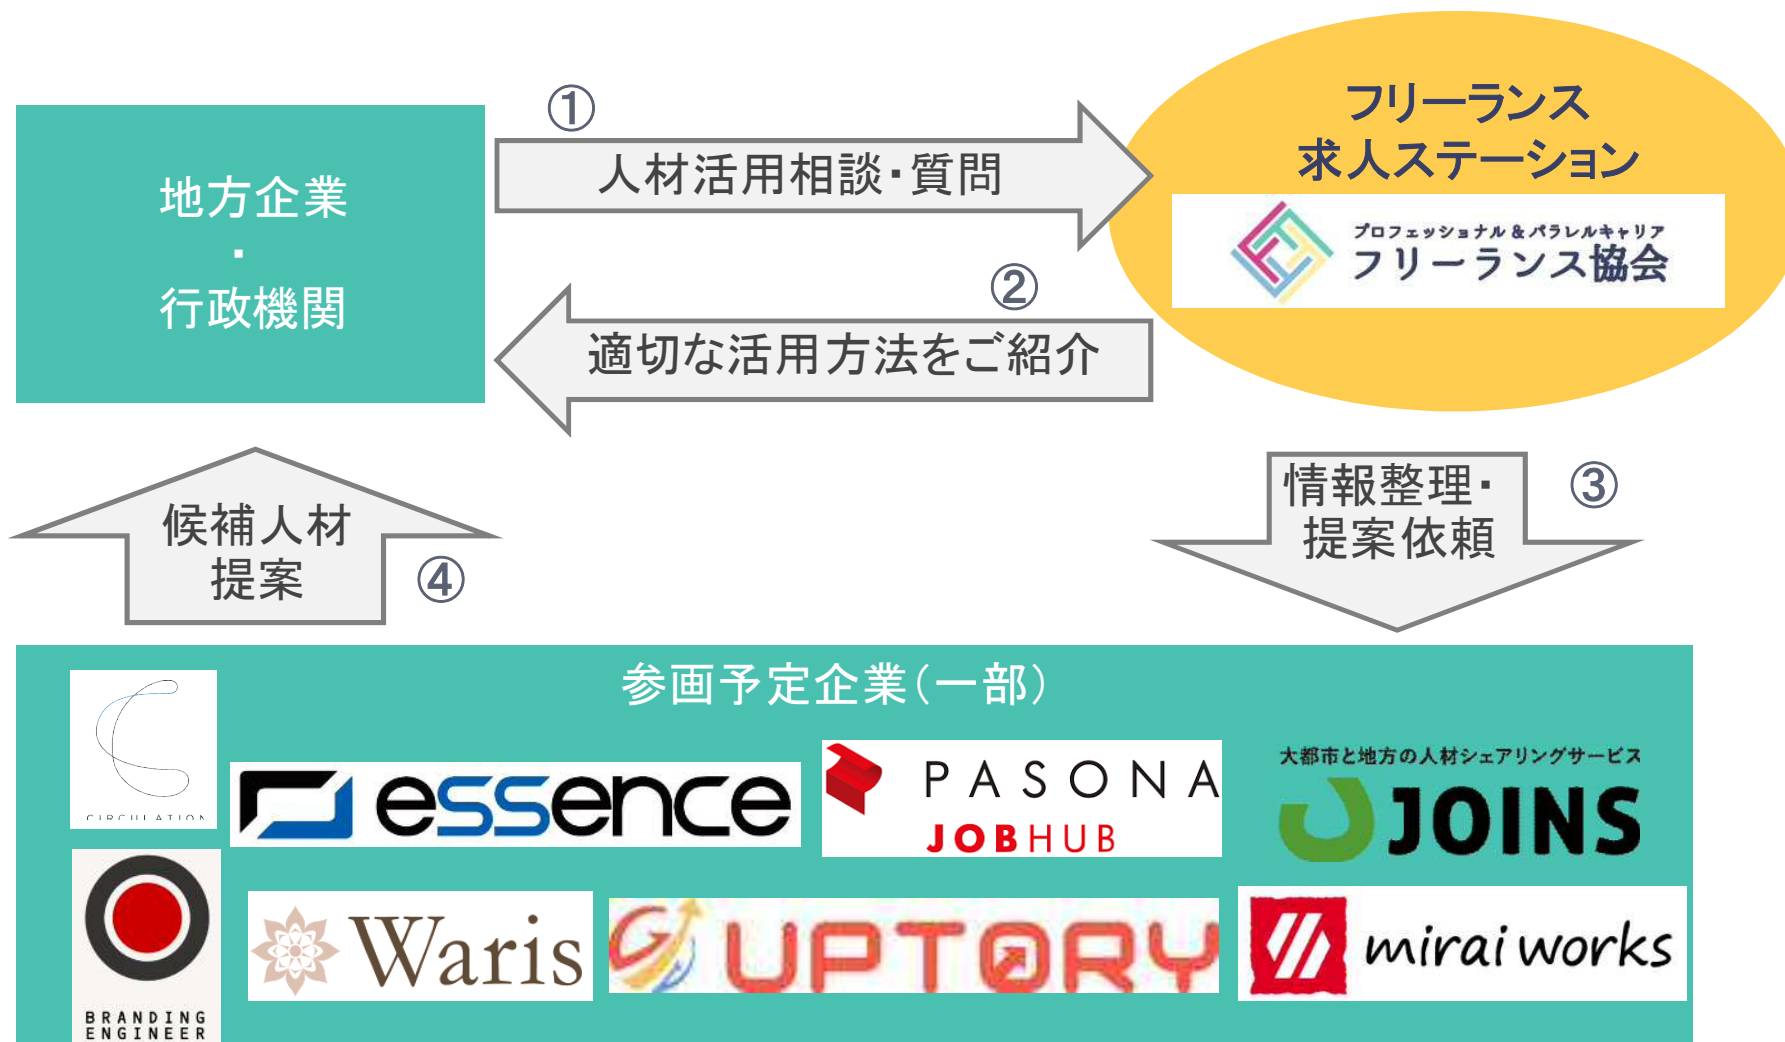 地方企業
・
行政機関
①
人材活用相談・質問
フリーランス
求人ステーション
プロフェッショナル&パラレルキャリア
フリーランス協会
②
適切な活用方法をご紹介
③
情報整理・
提案依頼
候補人材
提案
④
参画予定企業(一部)
CIRCULATION
essence
PASONA
JOBHUB
大都市と地方の人材シェアリングサービス
JOINS
BRANDING
ENGINEER
Waris
UPTORY
mirai works